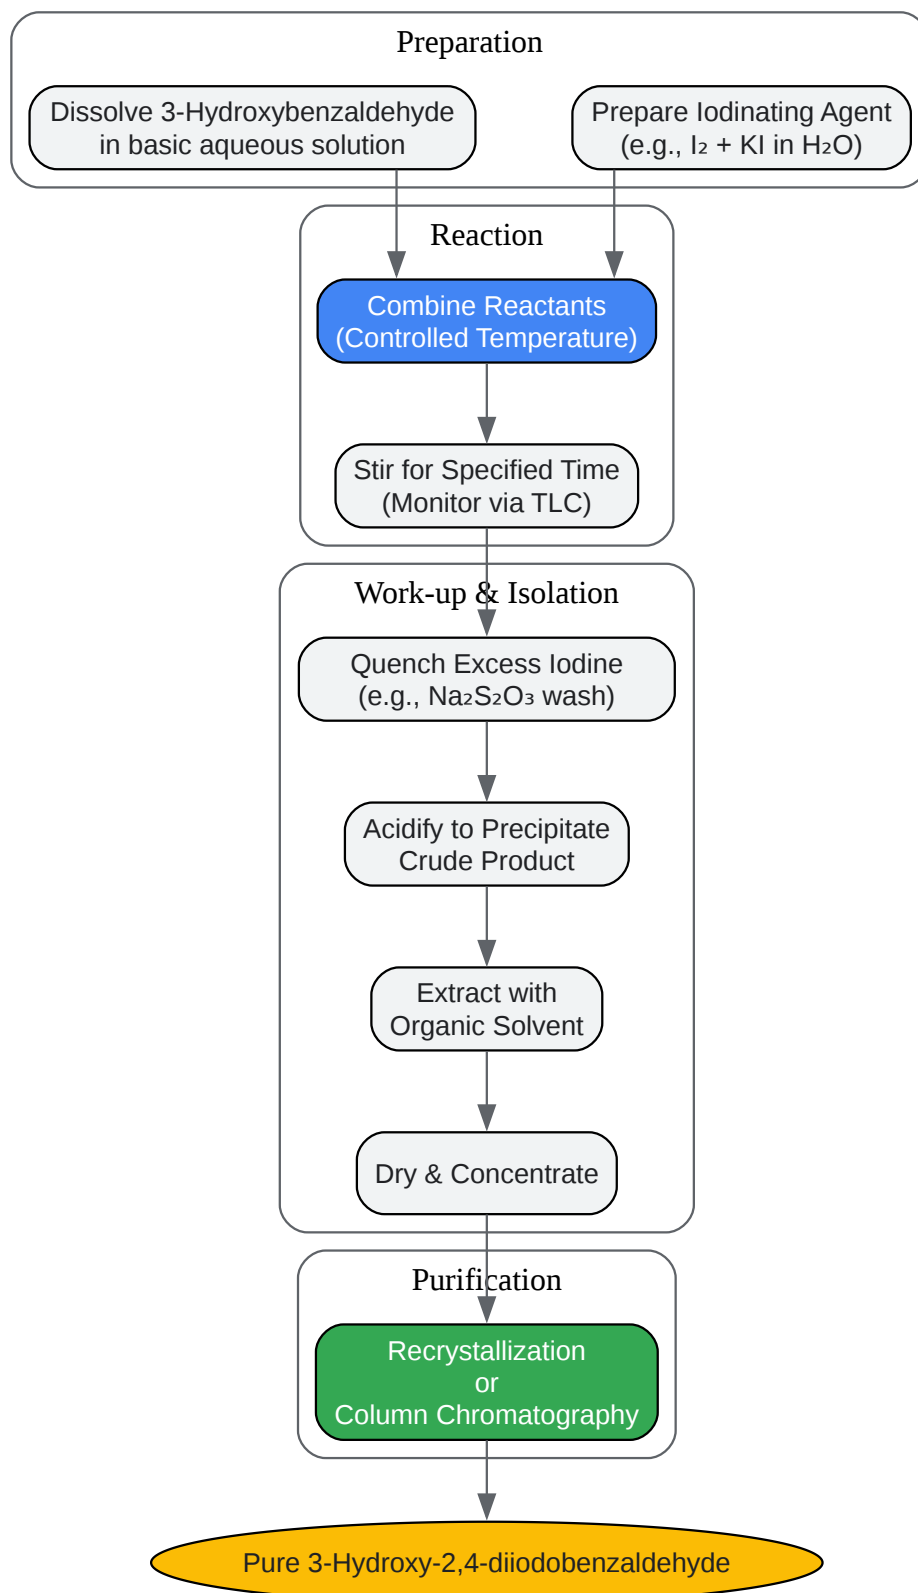 Preparation
Dissolve 3-Hydroxybenzaldehyde
in basic aqueous solution
Prepare Iodinating Agent
(e.g., I₂ + KI in H₂O)
Reaction
Combine Reactants
(Controlled Temperature)
Stir for Specified Time
(Monitor via TLC)
Work-up & Isolation
Quench Excess Iodine
(e.g., Na₂S₂O₃ wash)
Acidify to Precipitate
Crude Product
Extract with
Organic Solvent
Dry & Concentrate
Purification
Recrystallization
or
Column Chromatography
Pure 3-Hydroxy-2,4-diiodobenzaldehyde